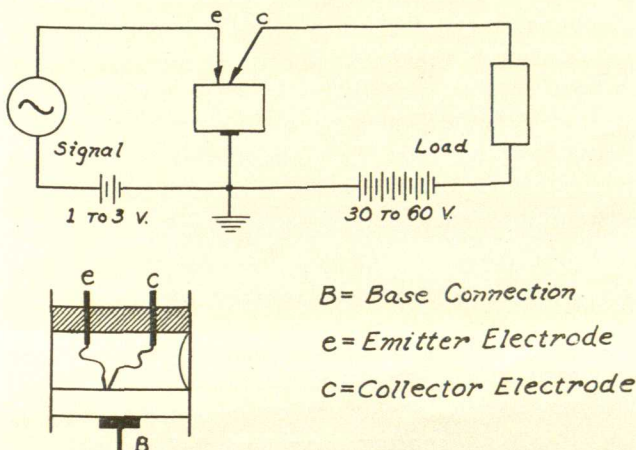 e c
Signal
Load
1 TO 3 V.
30 TO 60 V.
e c
B= Base Connection
e= Emitter Electrode
C= Collector Electrode
B